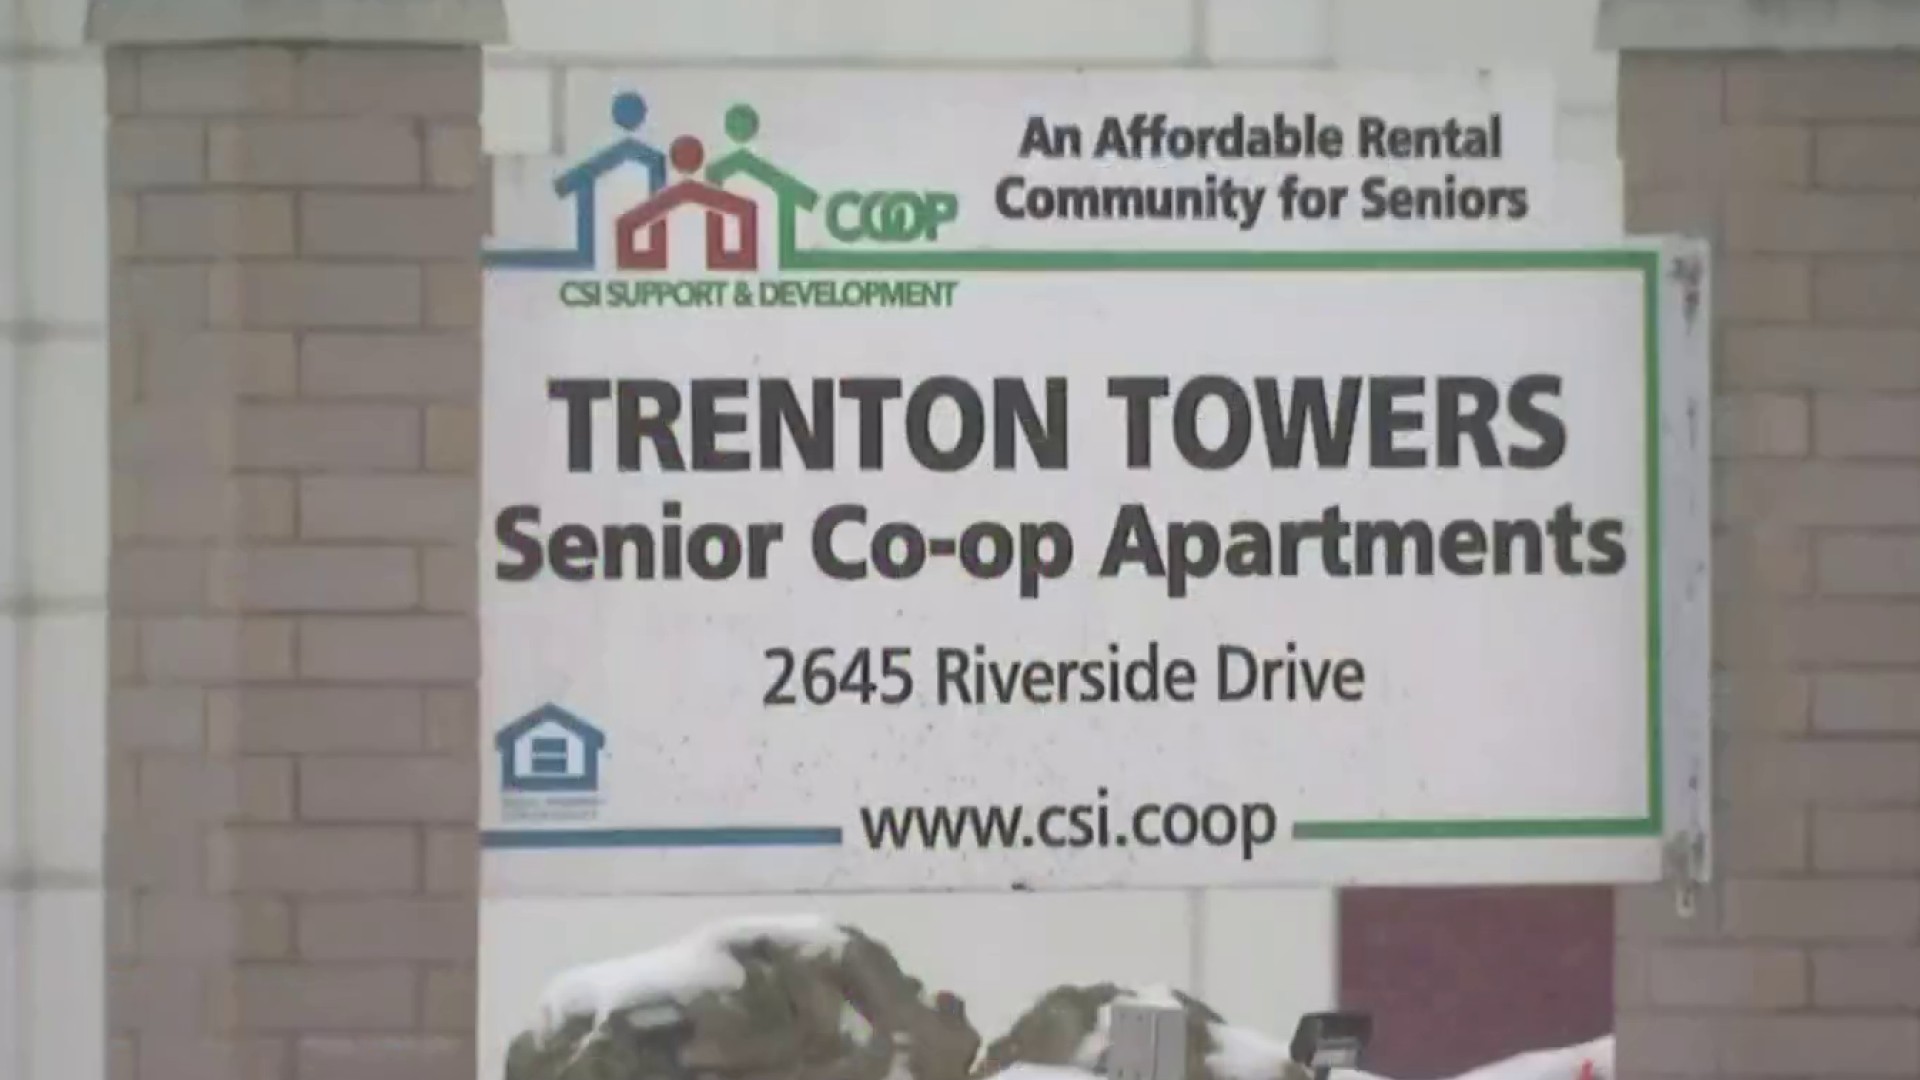 An Affordable Rental
Community for Seniors
COOP
CSI SUPPORT & DEVELOPMENT
TRENTON TOWERS
Senior Co-op Apartments
2645 Riverside Drive
www.csi.coop